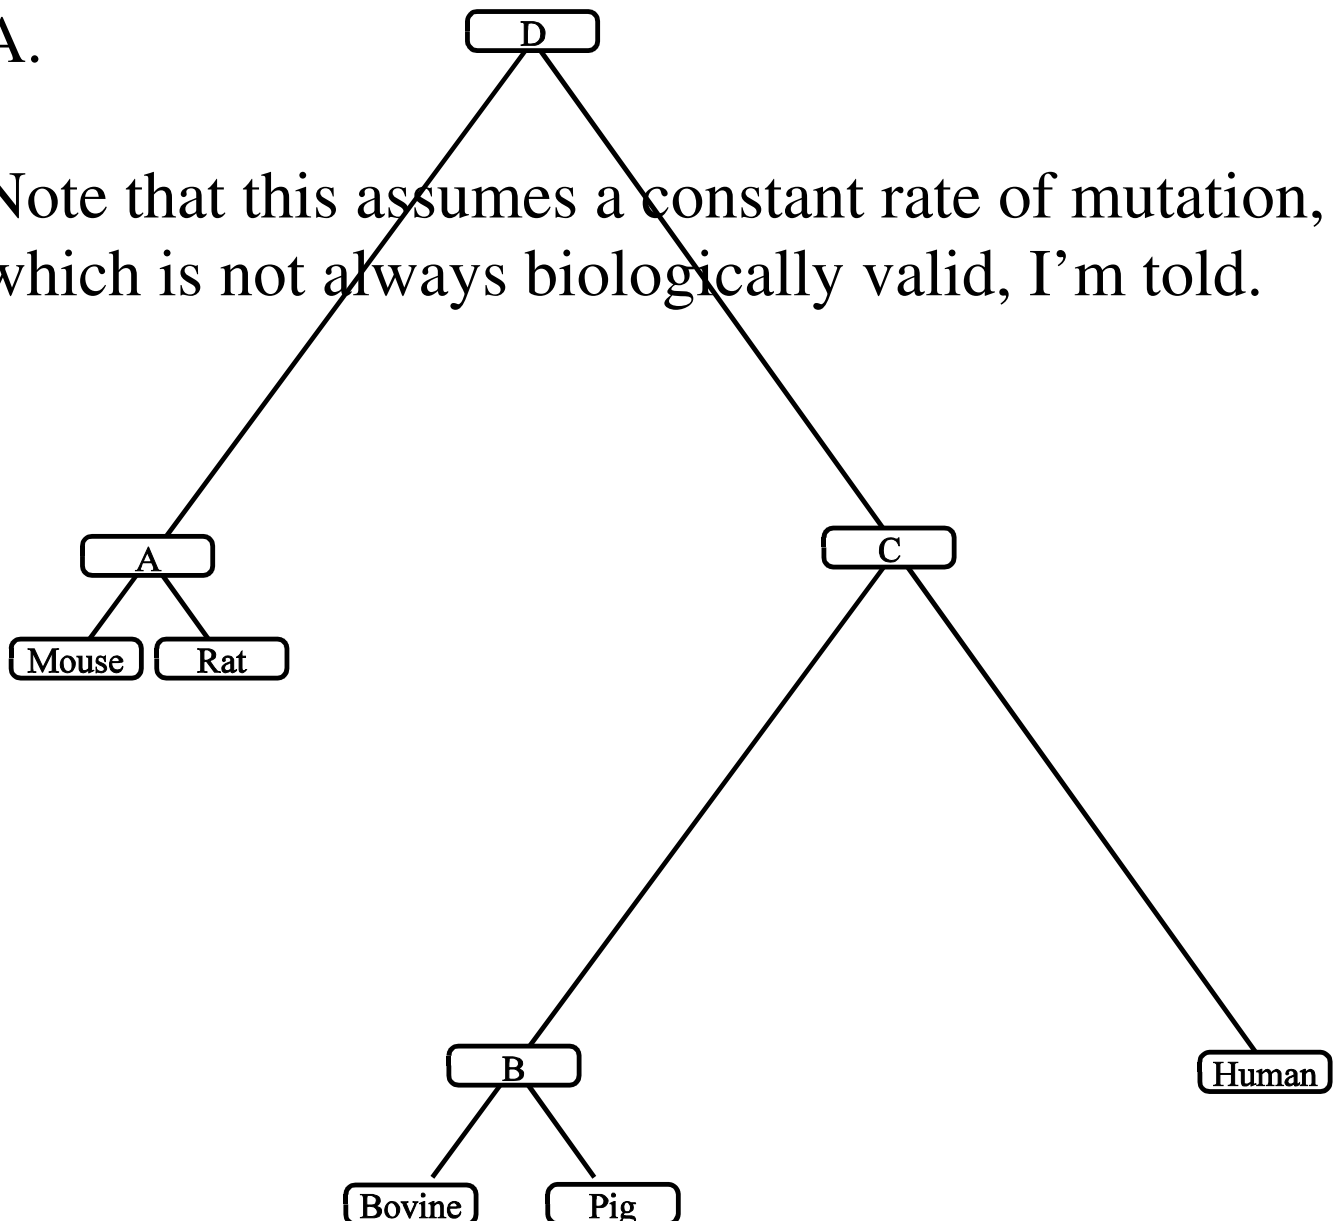 A.
D
Note that this assumes a constant rate of mutation,
which is not always biologically valid, I'm told.
A
C
Mouse
Rat
B
Human
Bovine
Pig